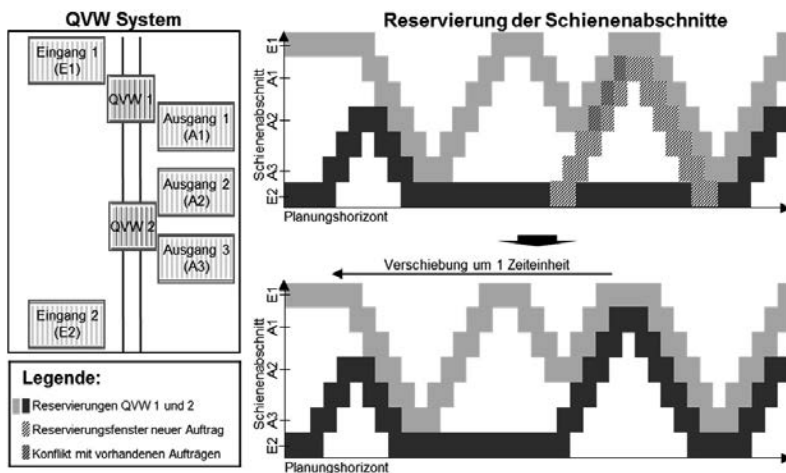 QVW System
Eingang 1
(E1)
QVW 1
Ausgang 1
(A1)
Ausgang 2
(A2)
QVW 2
Ausgang 3
(A3)
Eingang 2
(E2)
Legende:
Reservierungen QVW 1 und 2
Reservierungsfenster neuer Auftrag
Konflikt mit vorhandenen Aufträgen
Reservierung der Schienenabschnitte
Schienenabschnitt
E1
A1
A2
A3
E2
Planungshorizont
Verschiebung um 1 Zeiteinheit
Schienenabschnitt
E1
A1
A2
A3
E2
Planungshorizont